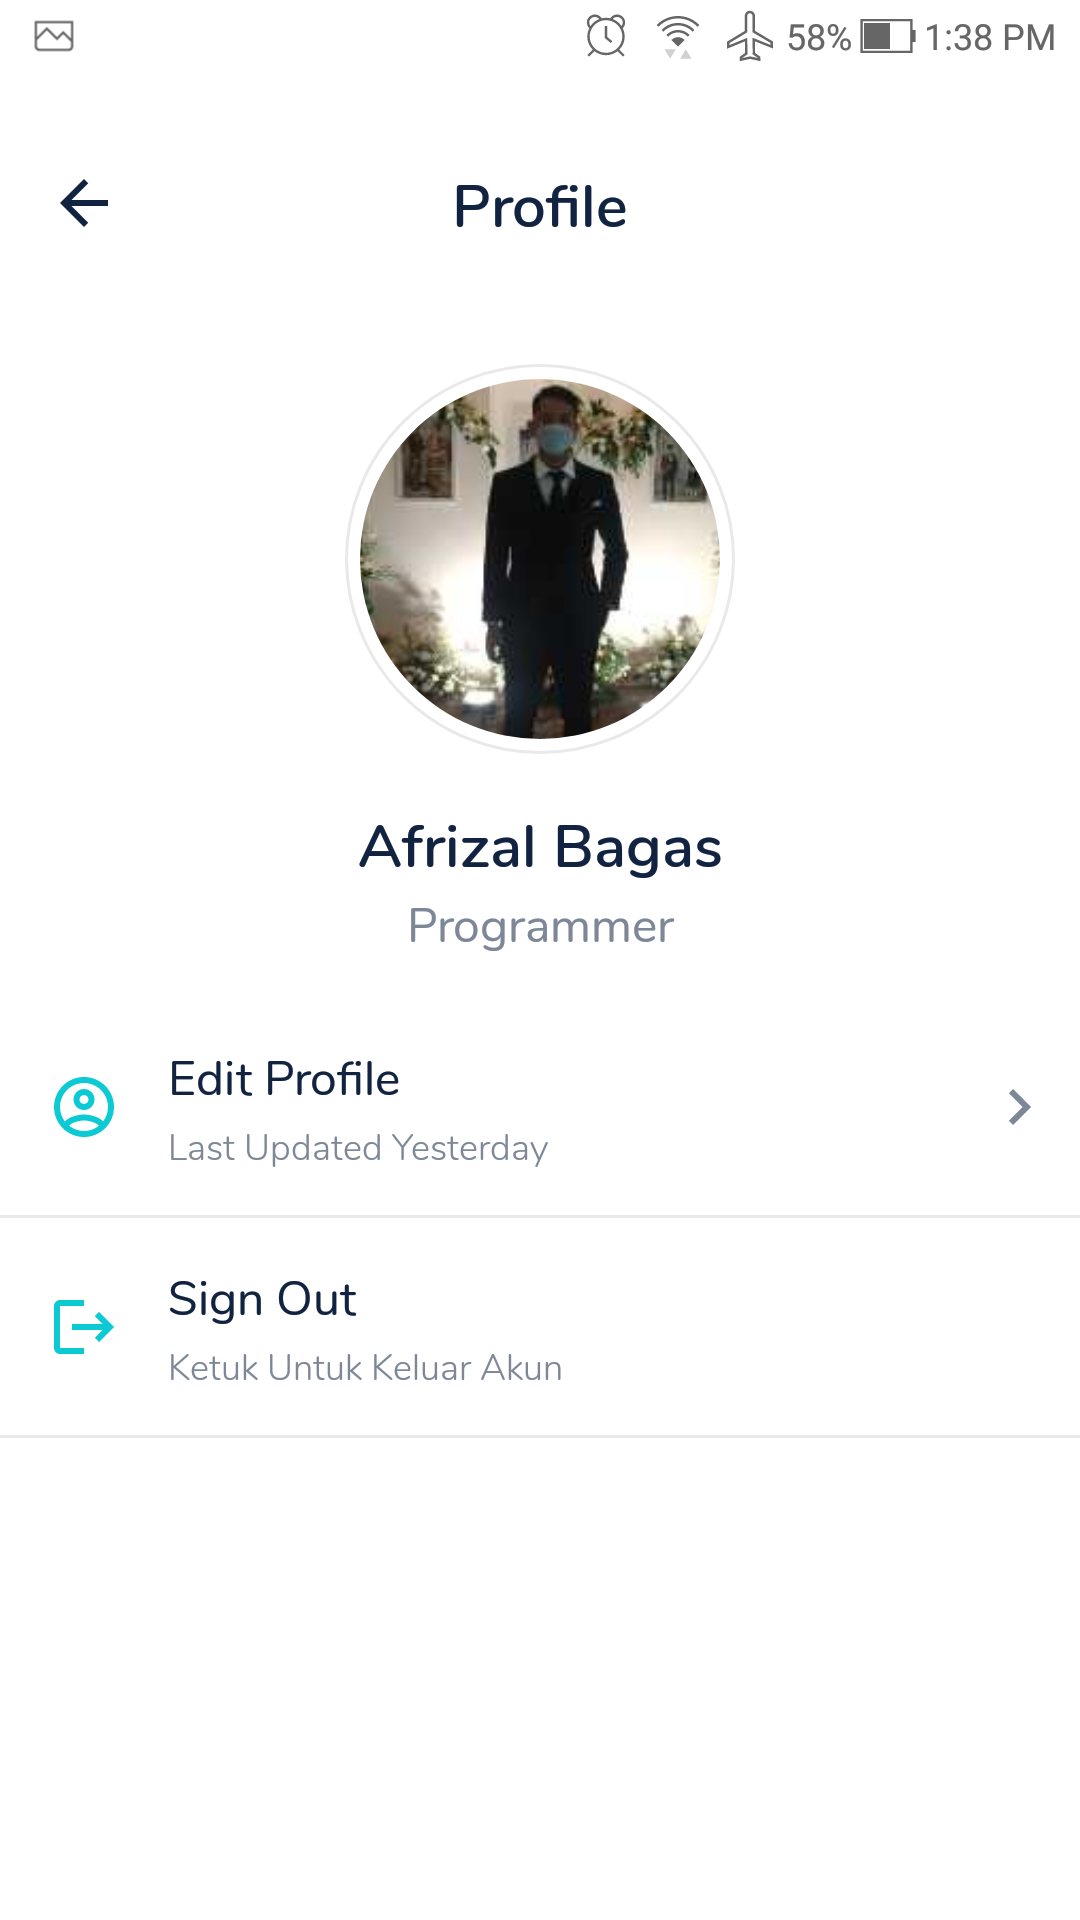 58% 1:38 PM
Profile
Afrizal Bagas
Programmer
Edit Profile
Last Updated Yesterday
Sign Out
Ketuk Untuk Keluar Akun